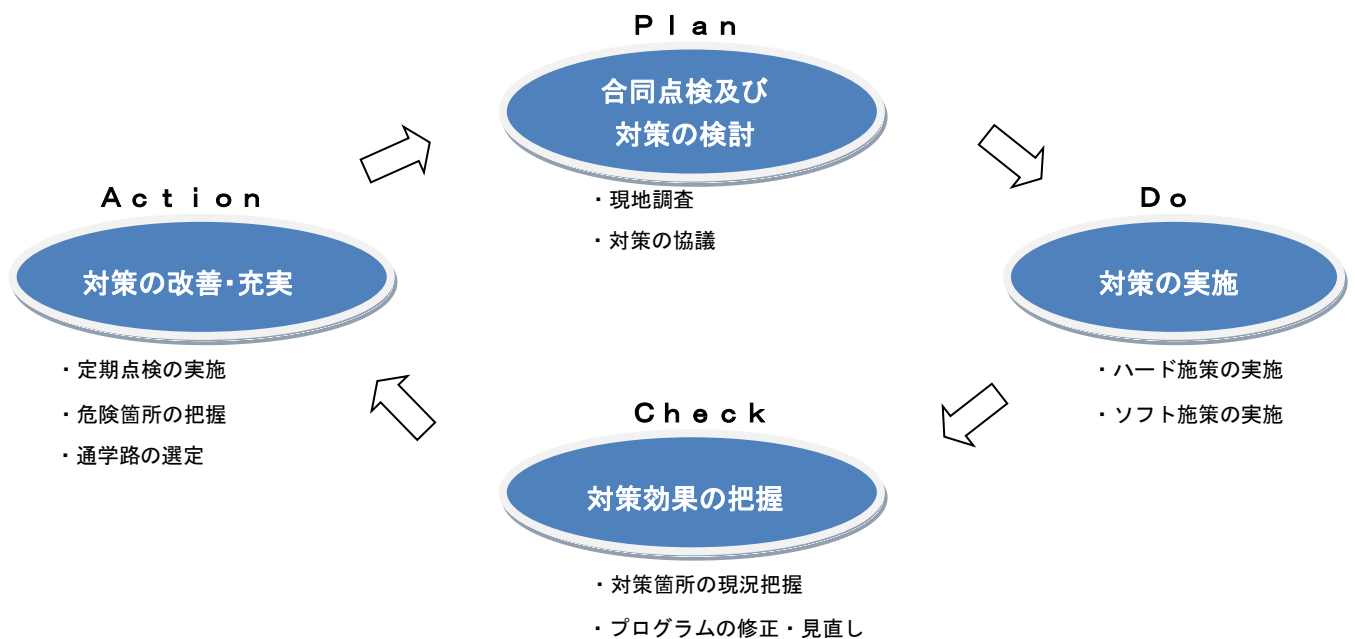 Ｐｌａｎ
合同点検及び
対策の検討
・現地調査
・対策の協議
Ｄｏ
対策の実施
・ハード施策の実施
・ソフト施策の実施
Ｃｈｅｃｋ
対策効果の把握
・対策箇所の現況把握
・プログラムの修正・見直し
Ａｃｔｉｏｎ
対策の改善・充実
・定期点検の実施
・危険箇所の把握
・通学路の選定